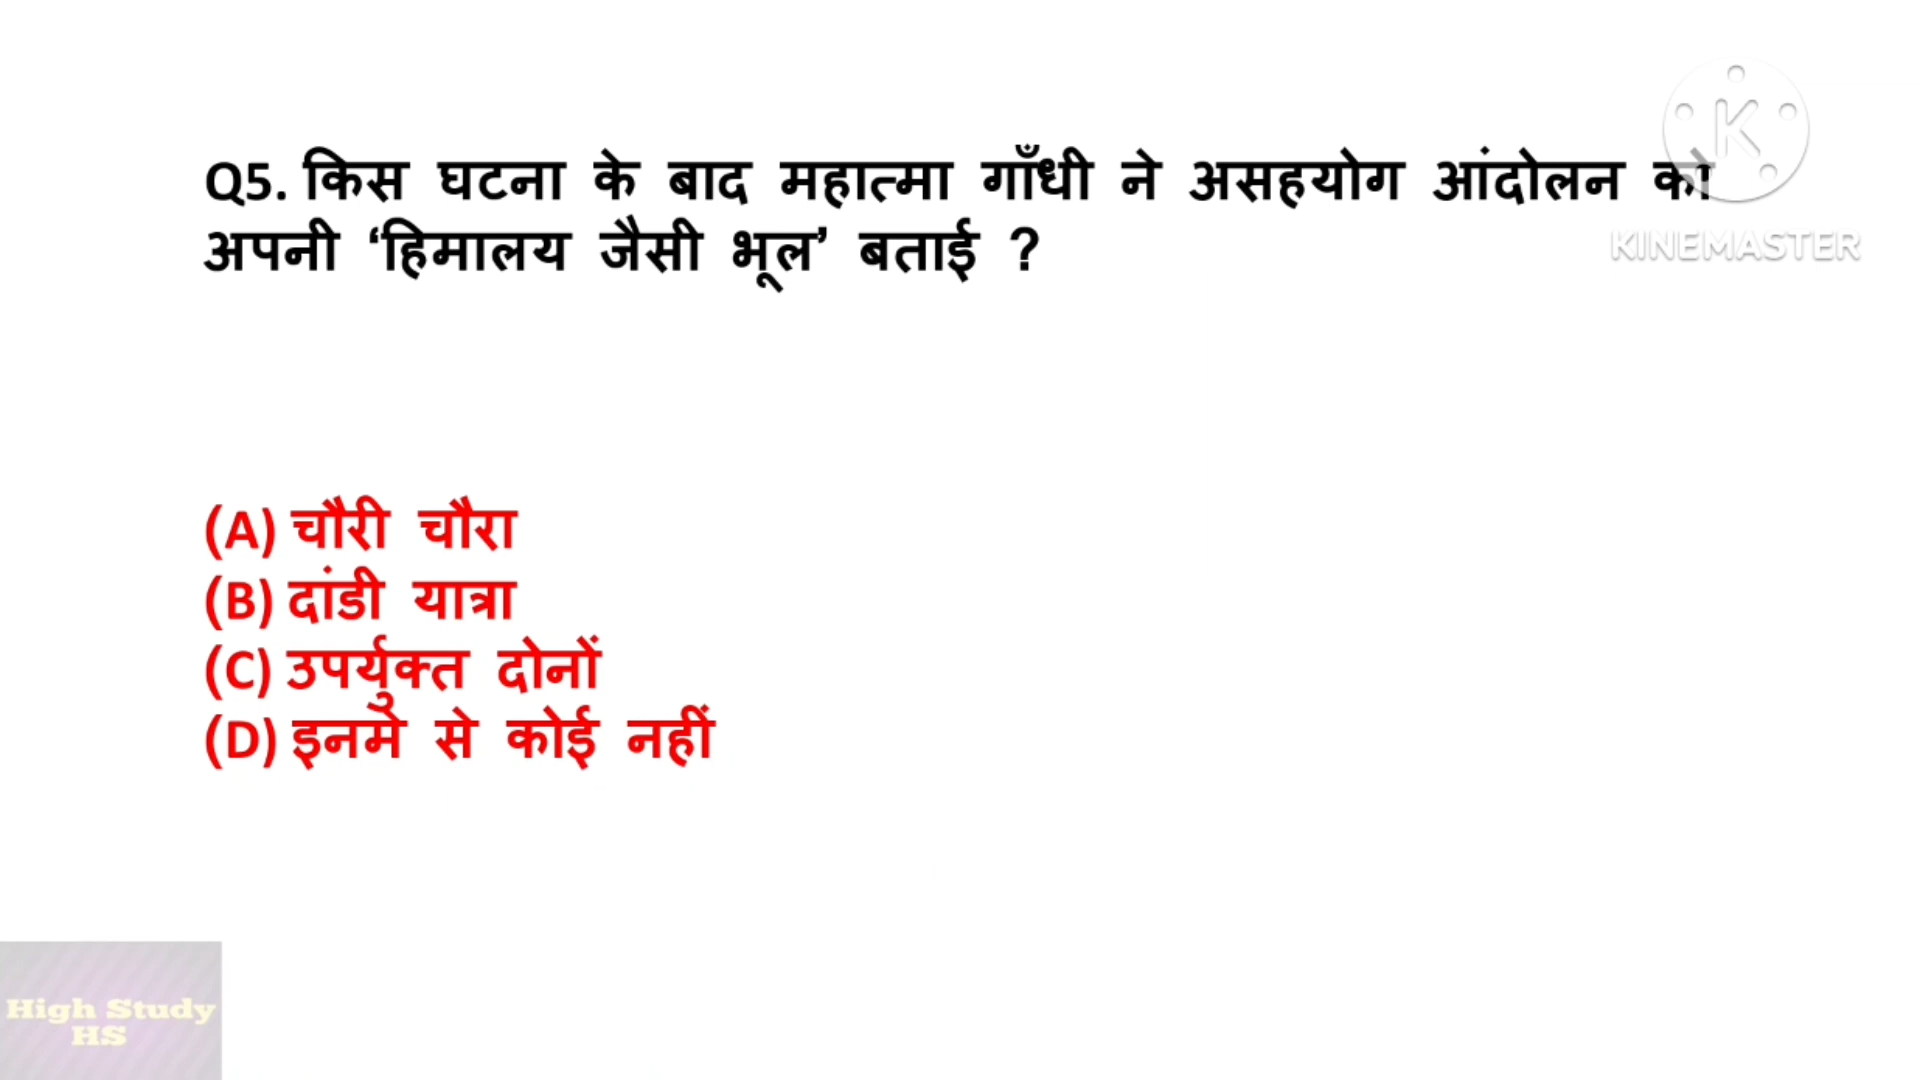 Q5. किस घटना के बाद महात्मा गाँधी ने असहयोग आंदोलन को
अपनी ‘हिमालय जैसी भूल’ बताई ?
K
KINEMASTER
(A) चौरी चौरा
(B) दांडी यात्रा
(C) उपर्युक्त दोनों
(D) इनमे से कोई नहीं
High Study
HS